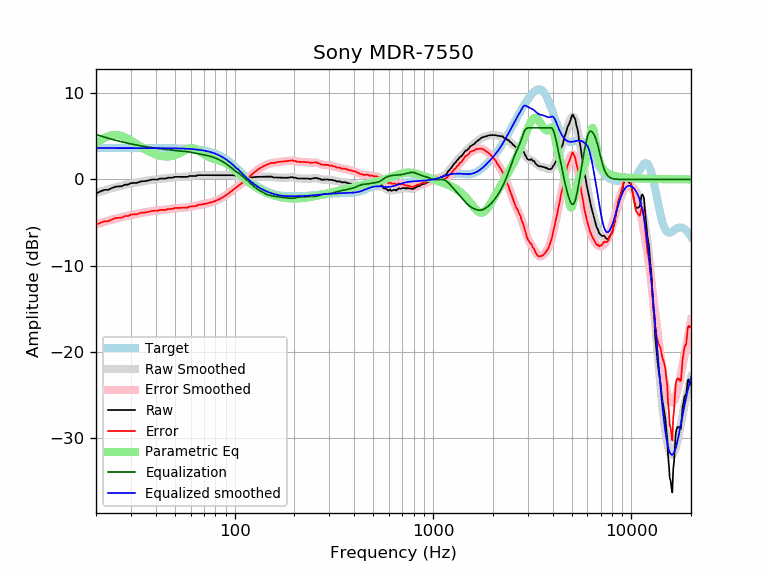 Sony MDR-7550
10
0
−10
−20
−30
Amplitude (dBr)
Target
Raw Smoothed
Error Smoothed
Raw
Error
Parametric Eq
Equalization
Equalized smoothed
100
1000
10000
Frequency (Hz)